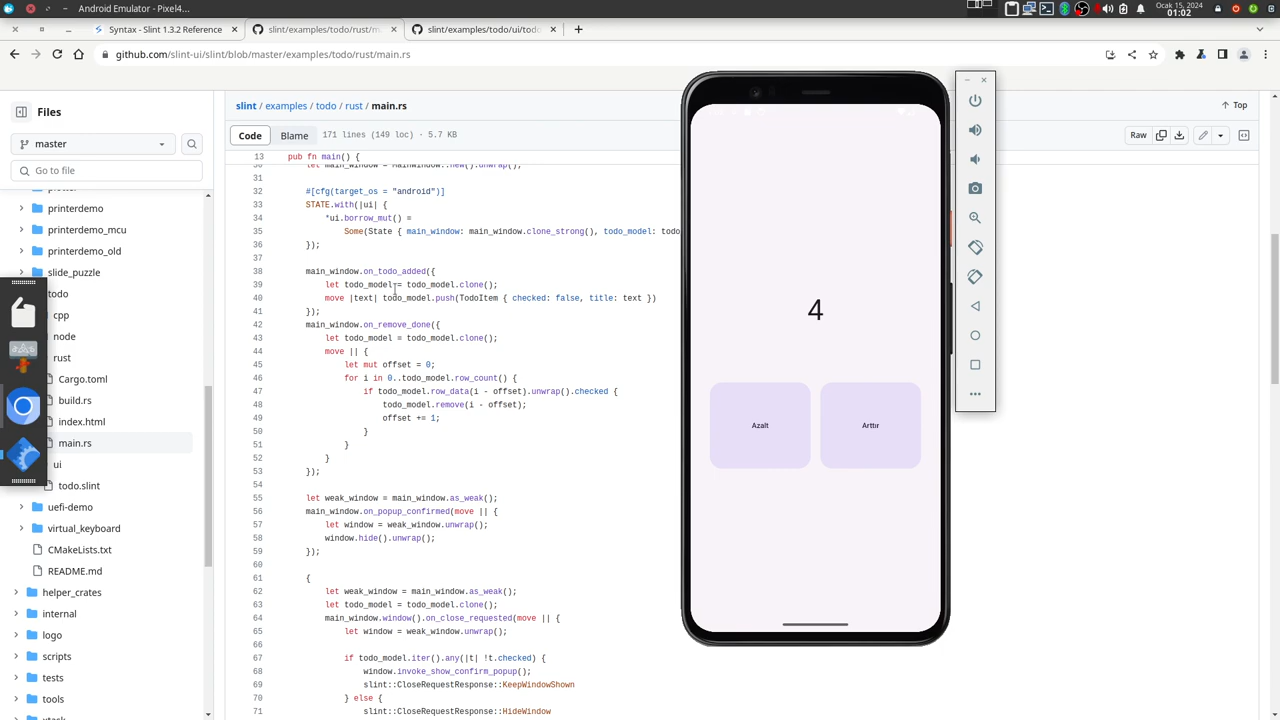 Android Emulator - Pixel4...
Ocak 15, 2024
01:02
Syntax - Slint 1.3.2 Reference
slint/examples/todo/rust/m
slint/examples/todo/ui/todo
github.com/slint-ui/slint/blob/master/examples/todo/rust/main.rs
Files
master
Go to file
printerdemo
printerdemo_mcu
printerdemo_old
slide_puzzle
todo
cpp
node
rust
Cargo.toml
build.rs
index.html
main.rs
ui
todo.slint
uefi-demo
virtual_keyboard
CMakeLists.txt
README.md
helper_crates
internal
logo
scripts
tests
tools
xtask
slint / examples / todo / rust / main.rs
Top
Code
Blame
171 lines (149 loc) · 5.7 KB
Raw
13 pub fn main() {
30 let main_window = MainWindow::new().unwrap();
31
32 #[cfg(target_os = "android")]
33 STATE.with(|ui| {
34 *ui.borrow_mut() =
35 Some(State { main_window: main_window.clone_strong(), todo_model: todo
36 });
37
38 main_window.on_todo_added({
39 let todo_model = todo_model.clone();
40 move |text| todo_model.push(TodoItem { checked: false, title: text })
41 });
42 main_window.on_remove_done({
43 let todo_model = todo_model.clone();
44 move || {
45 let mut offset = 0;
46 for i in 0..todo_model.row_count() {
47 if todo_model.row_data(i - offset).unwrap().checked {
48 todo_model.remove(i - offset);
49 offset += 1;
50 }
51 }
52 }
53 });
54
55 let weak_window = main_window.as_weak();
56 main_window.on_popup_confirmed(move || {
57 let window = weak_window.unwrap();
58 window.hide().unwrap();
59 });
60
61 {
62 let weak_window = main_window.as_weak();
63 let todo_model = todo_model.clone();
64 main_window.window().on_close_requested(move || {
65 let window = weak_window.unwrap();
66
67 if todo_model.iter().any(|t| !t.checked) {
68 window.invoke_show_confirm_popup();
69 slint::CloseRequestResponse::KeepWindowShown
70 } else {
71 slint::CloseRequestResponse::HideWindow
4
Azalt
Arttır